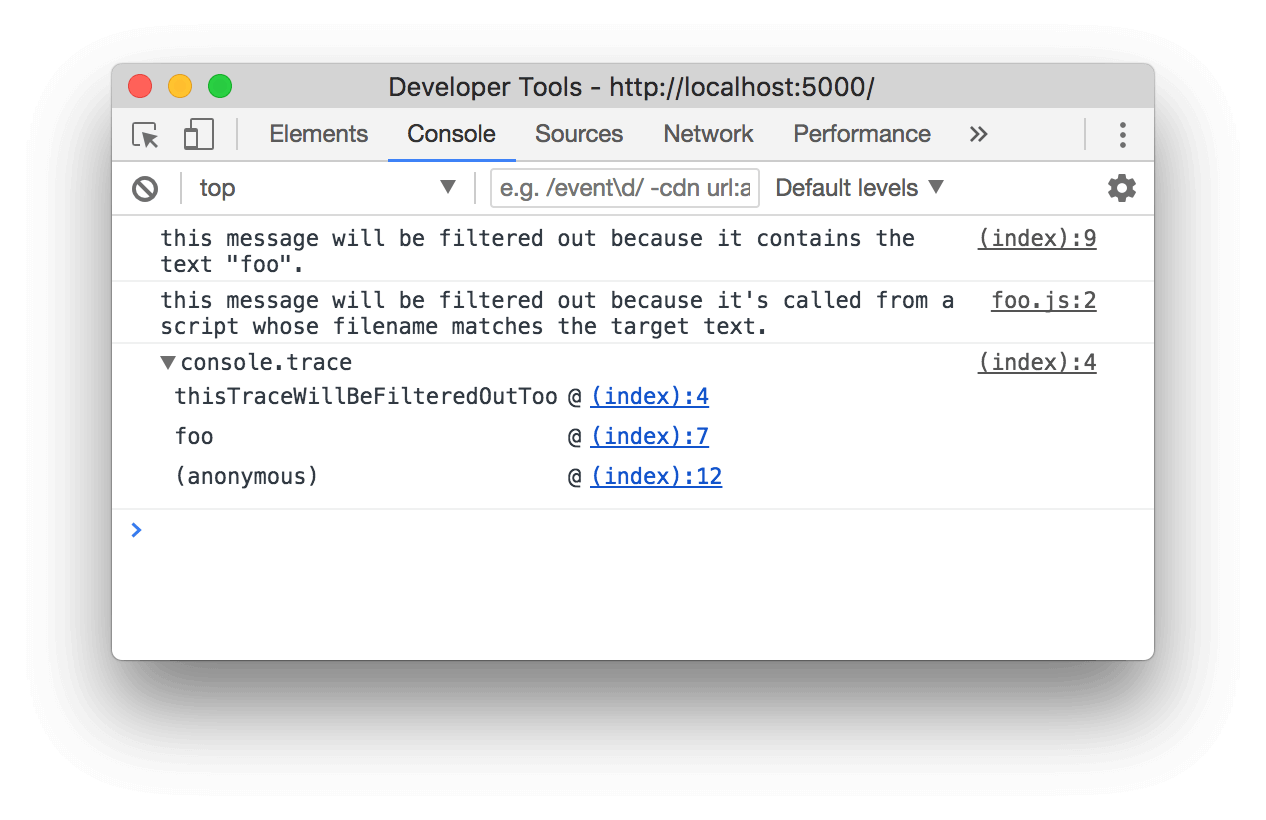 Developer Tools - http://localhost:5000/
Elements Console Sources Network Performance »
top ▼ e.g. /event\d/ -cdn url:a Default levels ▼
this message will be filtered out because it contains the (index):9
text "foo".
this message will be filtered out because it's called from a foo.js:2
script whose filename matches the target text.
▼console.trace (index):4
thisTraceWillBeFilteredOutToo @ (index):4
foo @ (index):7
(anonymous) @ (index):12
>